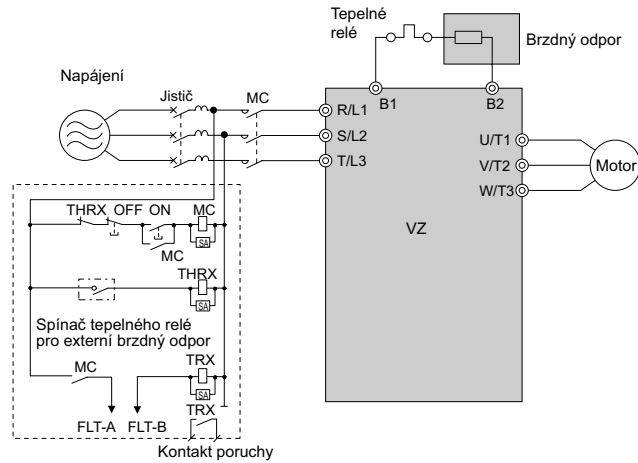 Tepelné
relé
Brzdný odpor
Napájení
Jistič
MC
B1
B2
R/L1
S/L2
T/L3
U/T1
V/T2
W/T3
Motor
VZ
THRX
OFF
ON
MC
SA
MC
THRX
SA
Spínač tepelného relé
pro externí brzdný odpor
MC
TRX
SA
TRX
FLT-A
FLT-B
Kontakt poruchy